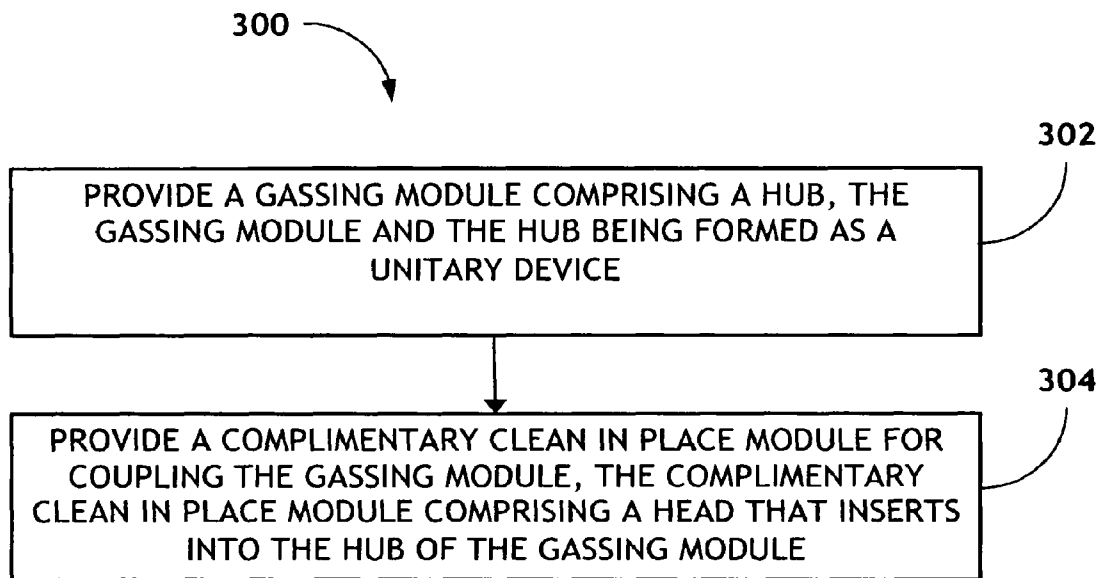 300
302
PROVIDE A GASSING MODULE COMPRISING A HUB, THE
GASSING MODULE AND THE HUB BEING FORMED AS A
UNITARY DEVICE
304
PROVIDE A COMPLIMENTARY CLEAN IN PLACE MODULE FOR
COUPLING THE GASSING MODULE, THE COMPLIMENTARY
CLEAN IN PLACE MODULE COMPRISING A HEAD THAT INSERTS
INTO THE HUB OF THE GASSING MODULE